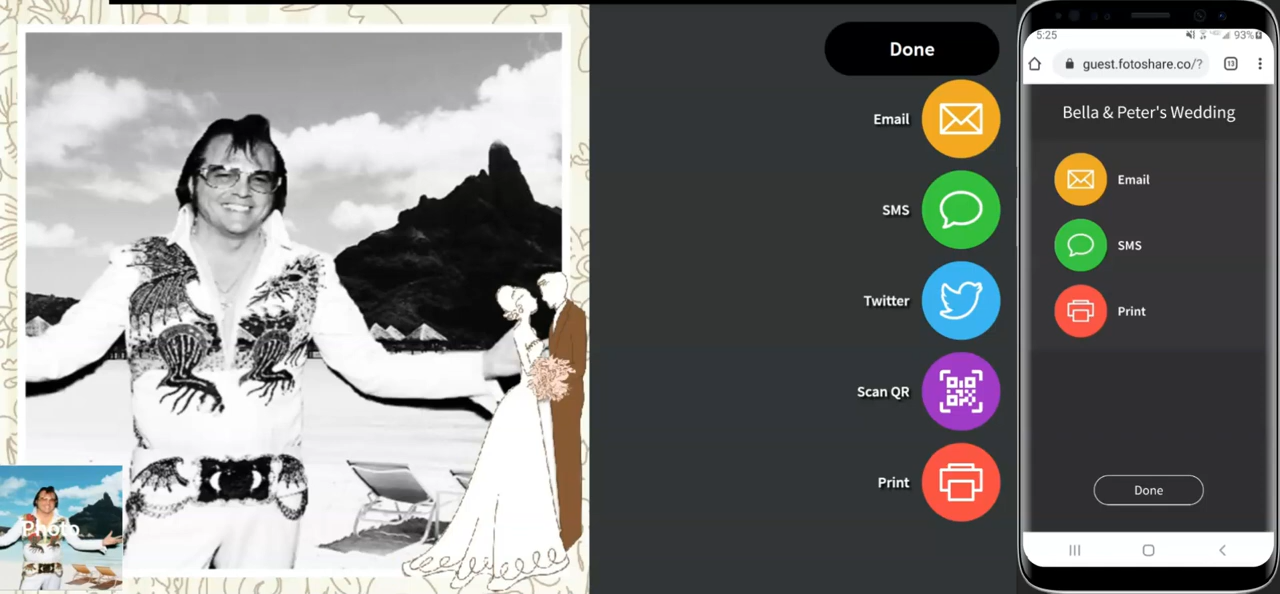 Photo
Done
Email
SMS
Twitter
Scan QR
Print
5:25
93%
guest.fotoshare.co/?
13
Bella & Peter's Wedding
Email
SMS
Print
Done